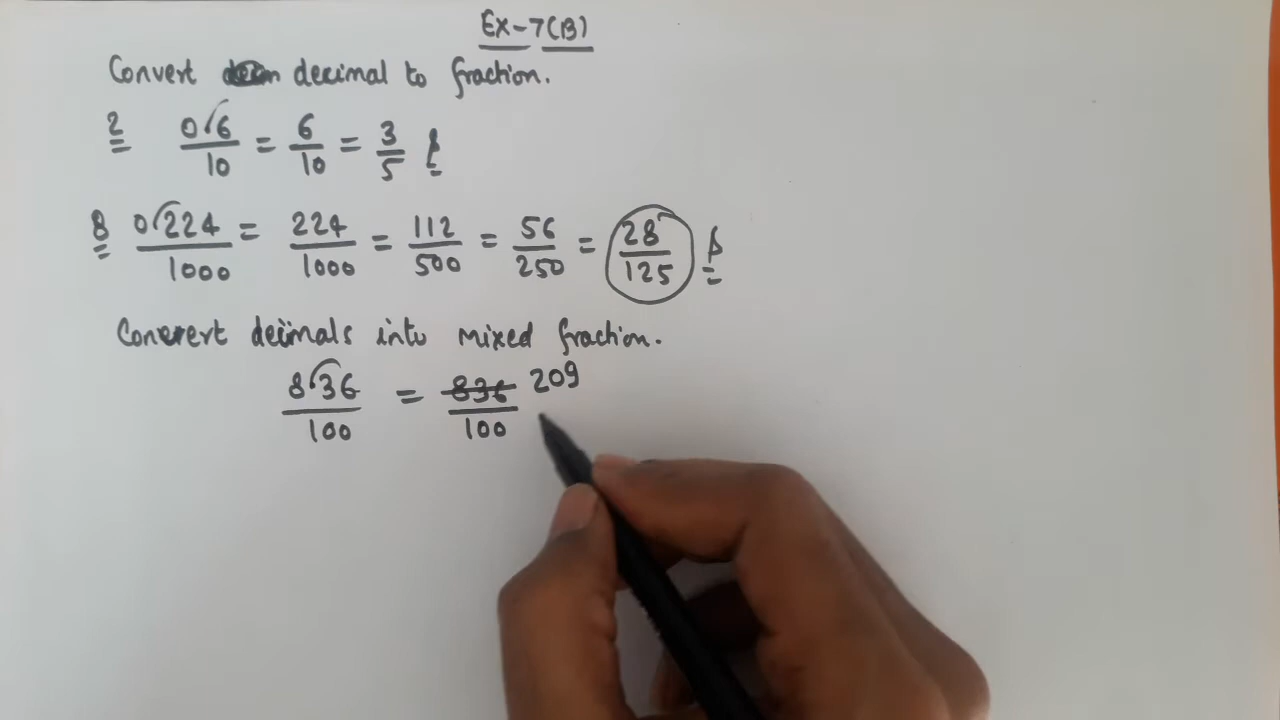 Ex-7(B)
Convert decimal to fraction.
2 0.6/10 = 6/10 = 3/5
8 0.224/1000 = 224/1000 = 112/500 = 56/250 = 28/125
Convert decimals into mixed fraction.
8.36/100 = 836/100 209